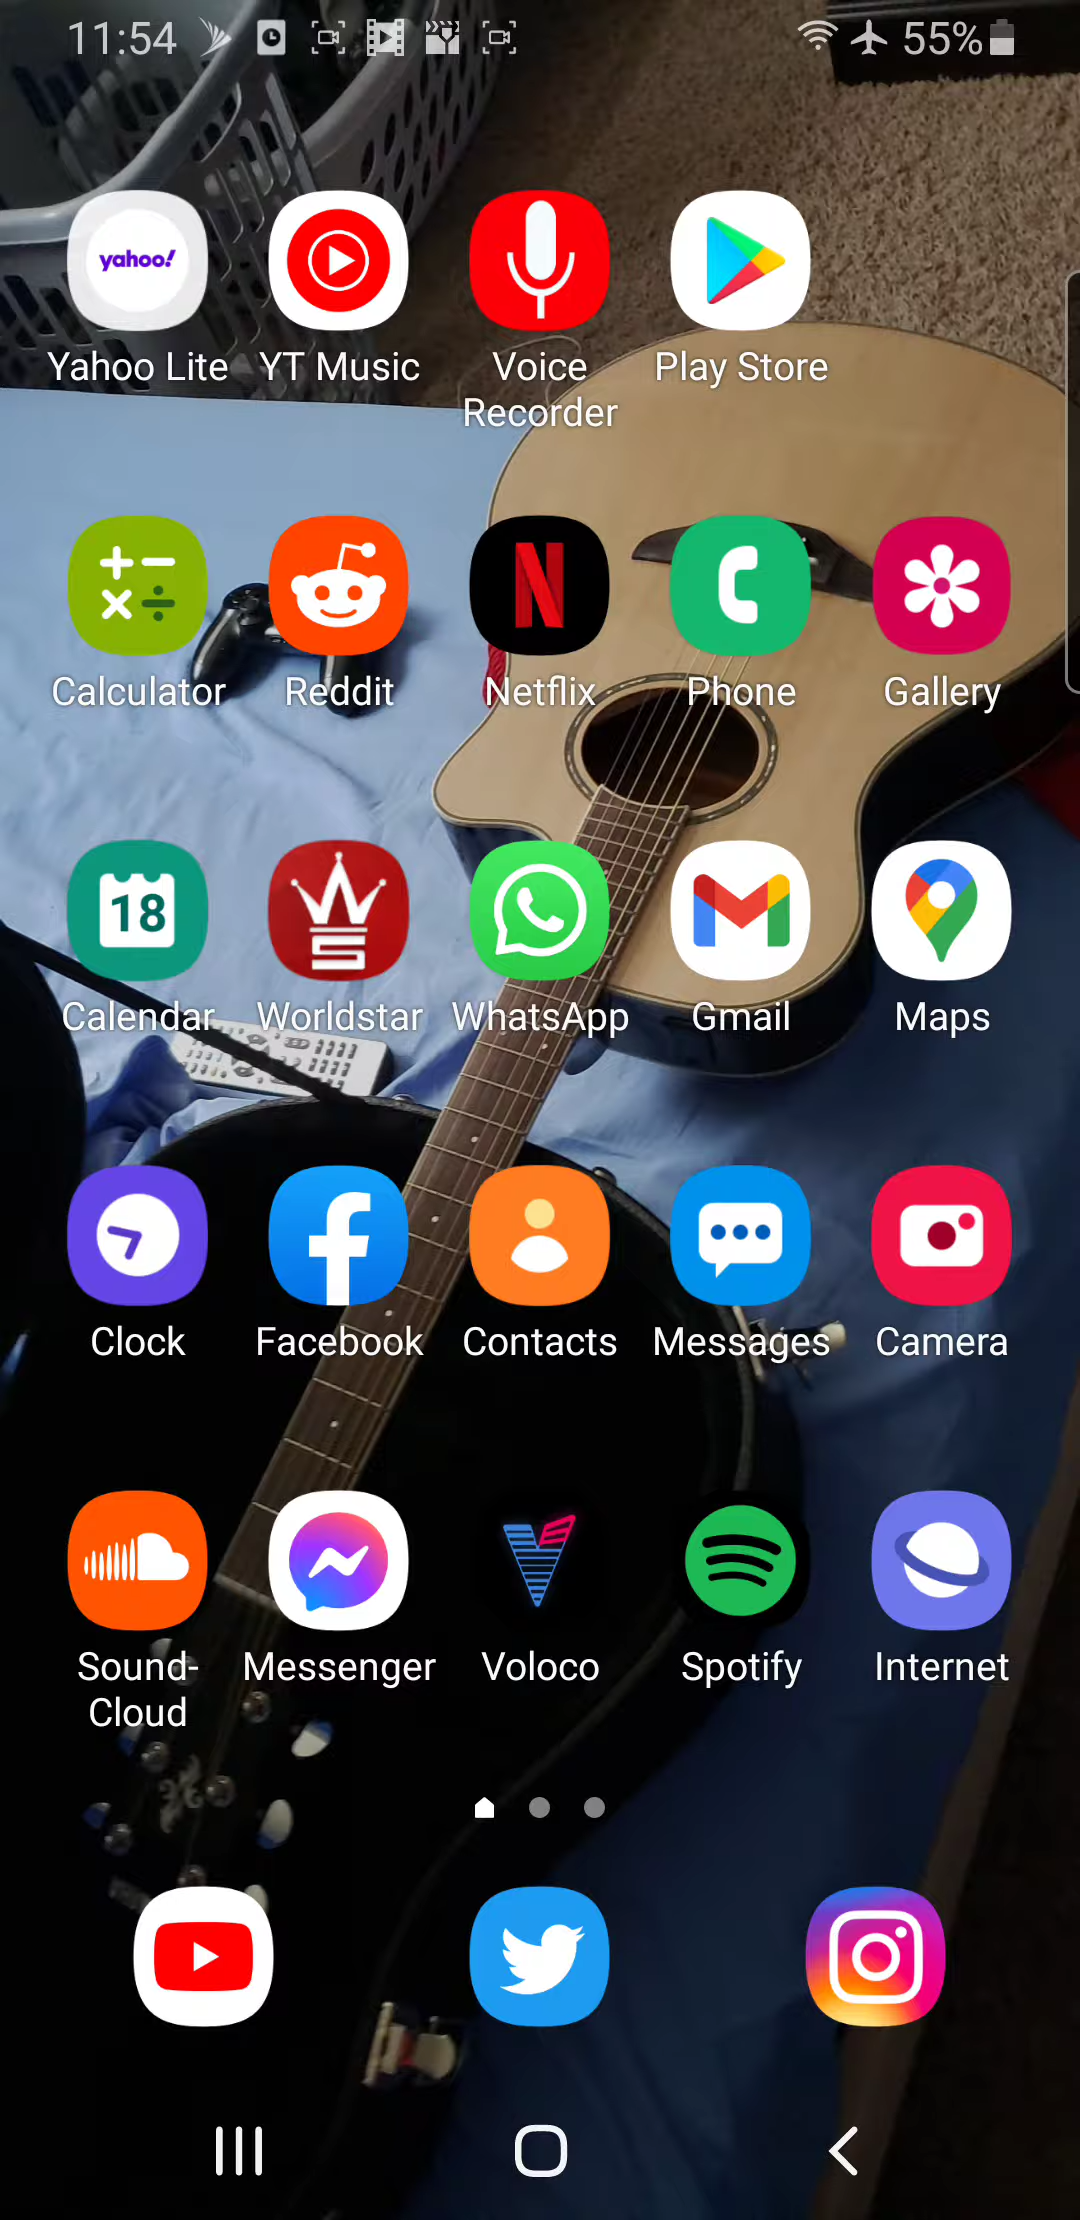 11:54 55%
yahoo!
Yahoo Lite YT Music Voice Recorder Play Store
Calculator Reddit Netflix Phone Gallery
18
Calendar Worldstar WhatsApp Gmail Maps
Clock Facebook Contacts Messages Camera
Sound-Cloud Messenger Voloco Spotify Internet